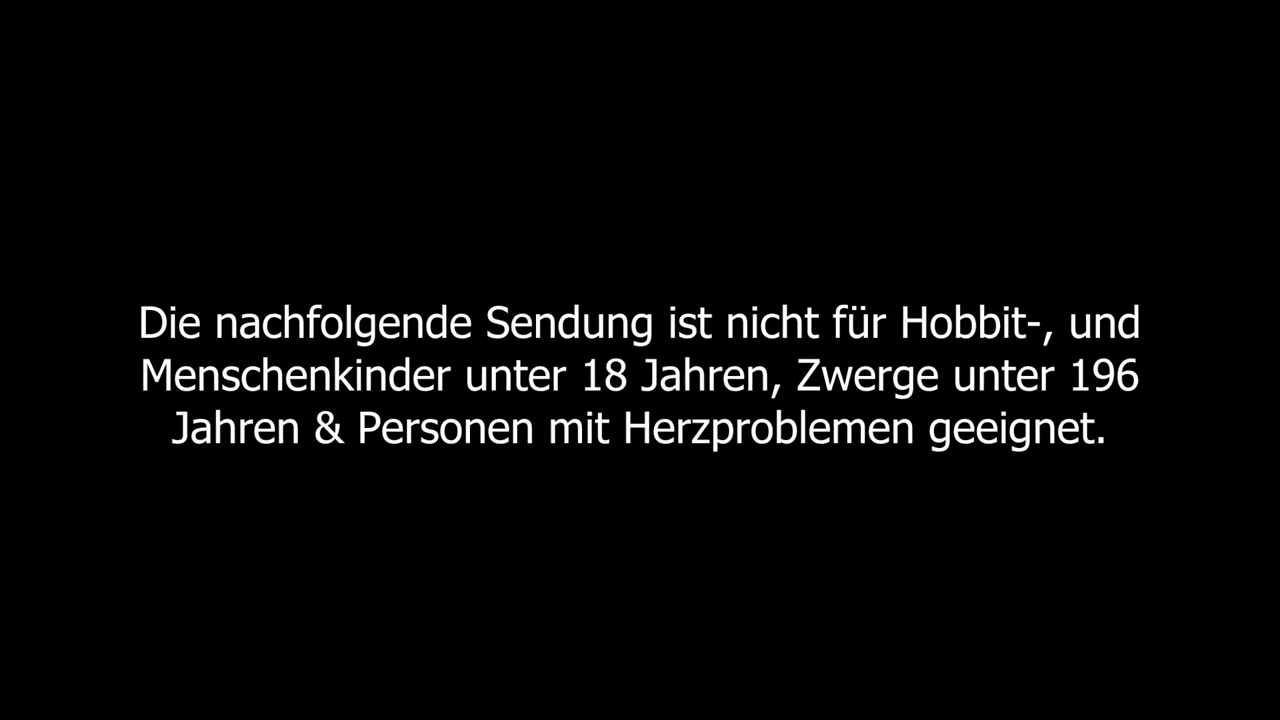 Die nachfolgende Sendung ist nicht für Hobbit-, und
Menschenkinder unter 18 Jahren, Zwerge unter 196
Jahren & Personen mit Herzproblemen geeignet.